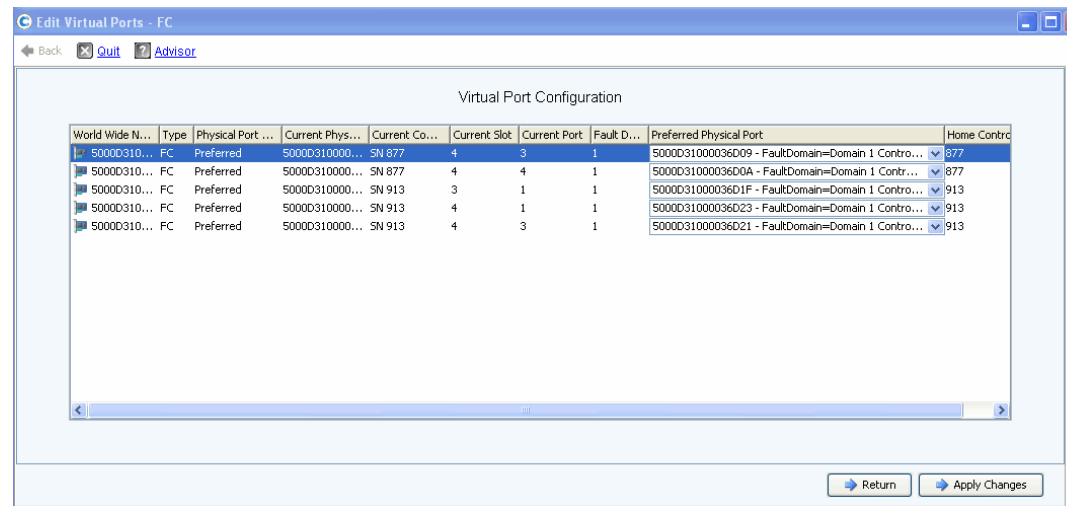 Edit Virtual Ports - FC
Back Quit ? Advisor
Virtual Port Configuration
World Wide N... Type Physical Port ... Current Phys... Current Co... Current Slot Current Port Fault D... Preferred Physical Port Home Contro
5000D310... FC Preferred 5000D310000... SN 877 4 3 1 5000D31000036D09 - FaultDomain=Domain 1 Contro... 877
5000D310... FC Preferred 5000D310000... SN 877 4 4 1 5000D31000036D0A - FaultDomain=Domain 1 Contr... 877
5000D310... FC Preferred 5000D310000... SN 913 3 1 1 5000D31000036D1F - FaultDomain=Domain 1 Contro... 913
5000D310... FC Preferred 5000D310000... SN 913 4 1 1 5000D31000036D23 - FaultDomain=Domain 1 Contro... 913
5000D310... FC Preferred 5000D310000... SN 913 4 3 1 5000D31000036D21 - FaultDomain=Domain 1 Contro... 913
Return Apply Changes